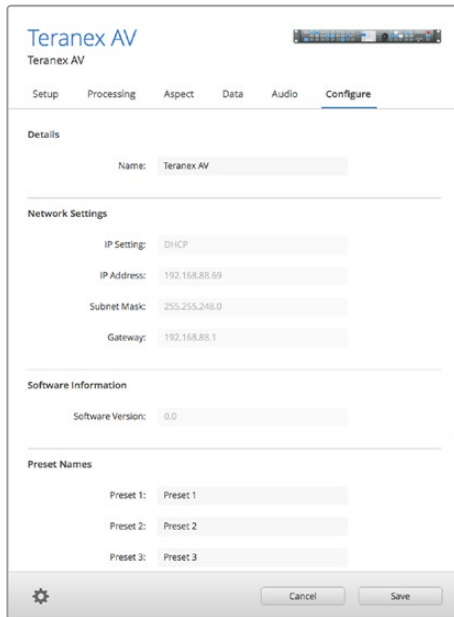 Teranex AV
Teranex AV
Setup Processing Aspect Data Audio Configure
Details
Name: Teranex AV
Network Settings
IP Setting: DHCP
IP Address: 192.168.88.69
Subnet Mask: 255.255.248.0
Gateway: 192.168.88.1
Software Information
Software Version: 0.0
Preset Names
Preset 1: Preset 1
Preset 2: Preset 2
Preset 3: Preset 3
Cancel Save